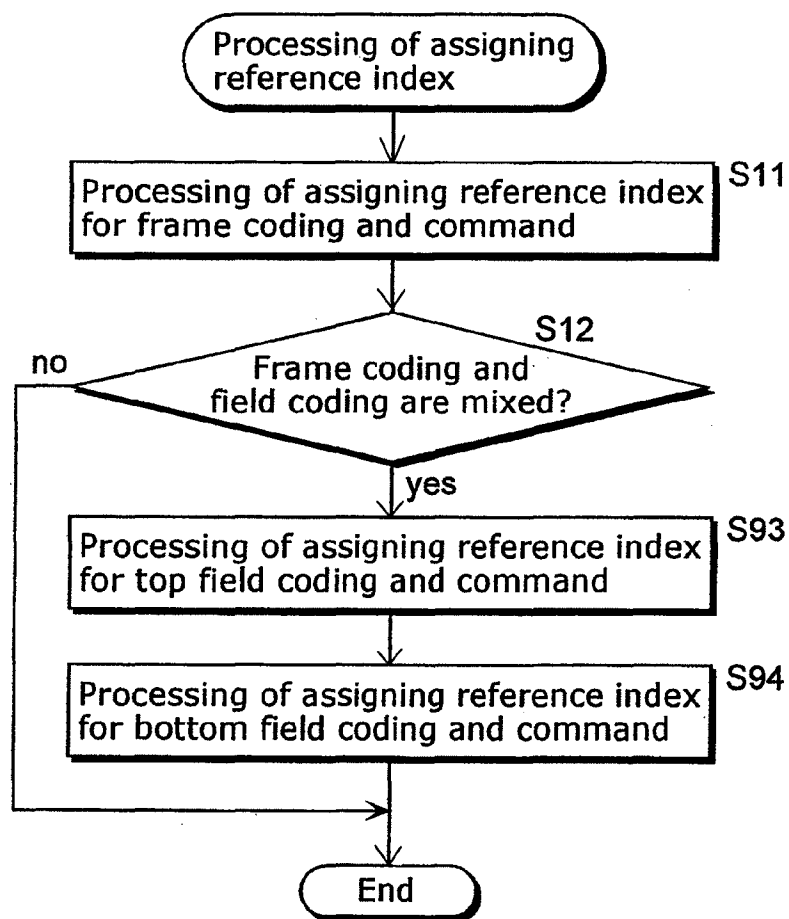 Processing of assigning
reference index
S11
Processing of assigning reference index
for frame coding and command
S12
no
Frame coding and
field coding are mixed?
yes
S93
Processing of assigning reference index
for top field coding and command
S94
Processing of assigning reference index
for bottom field coding and command
End